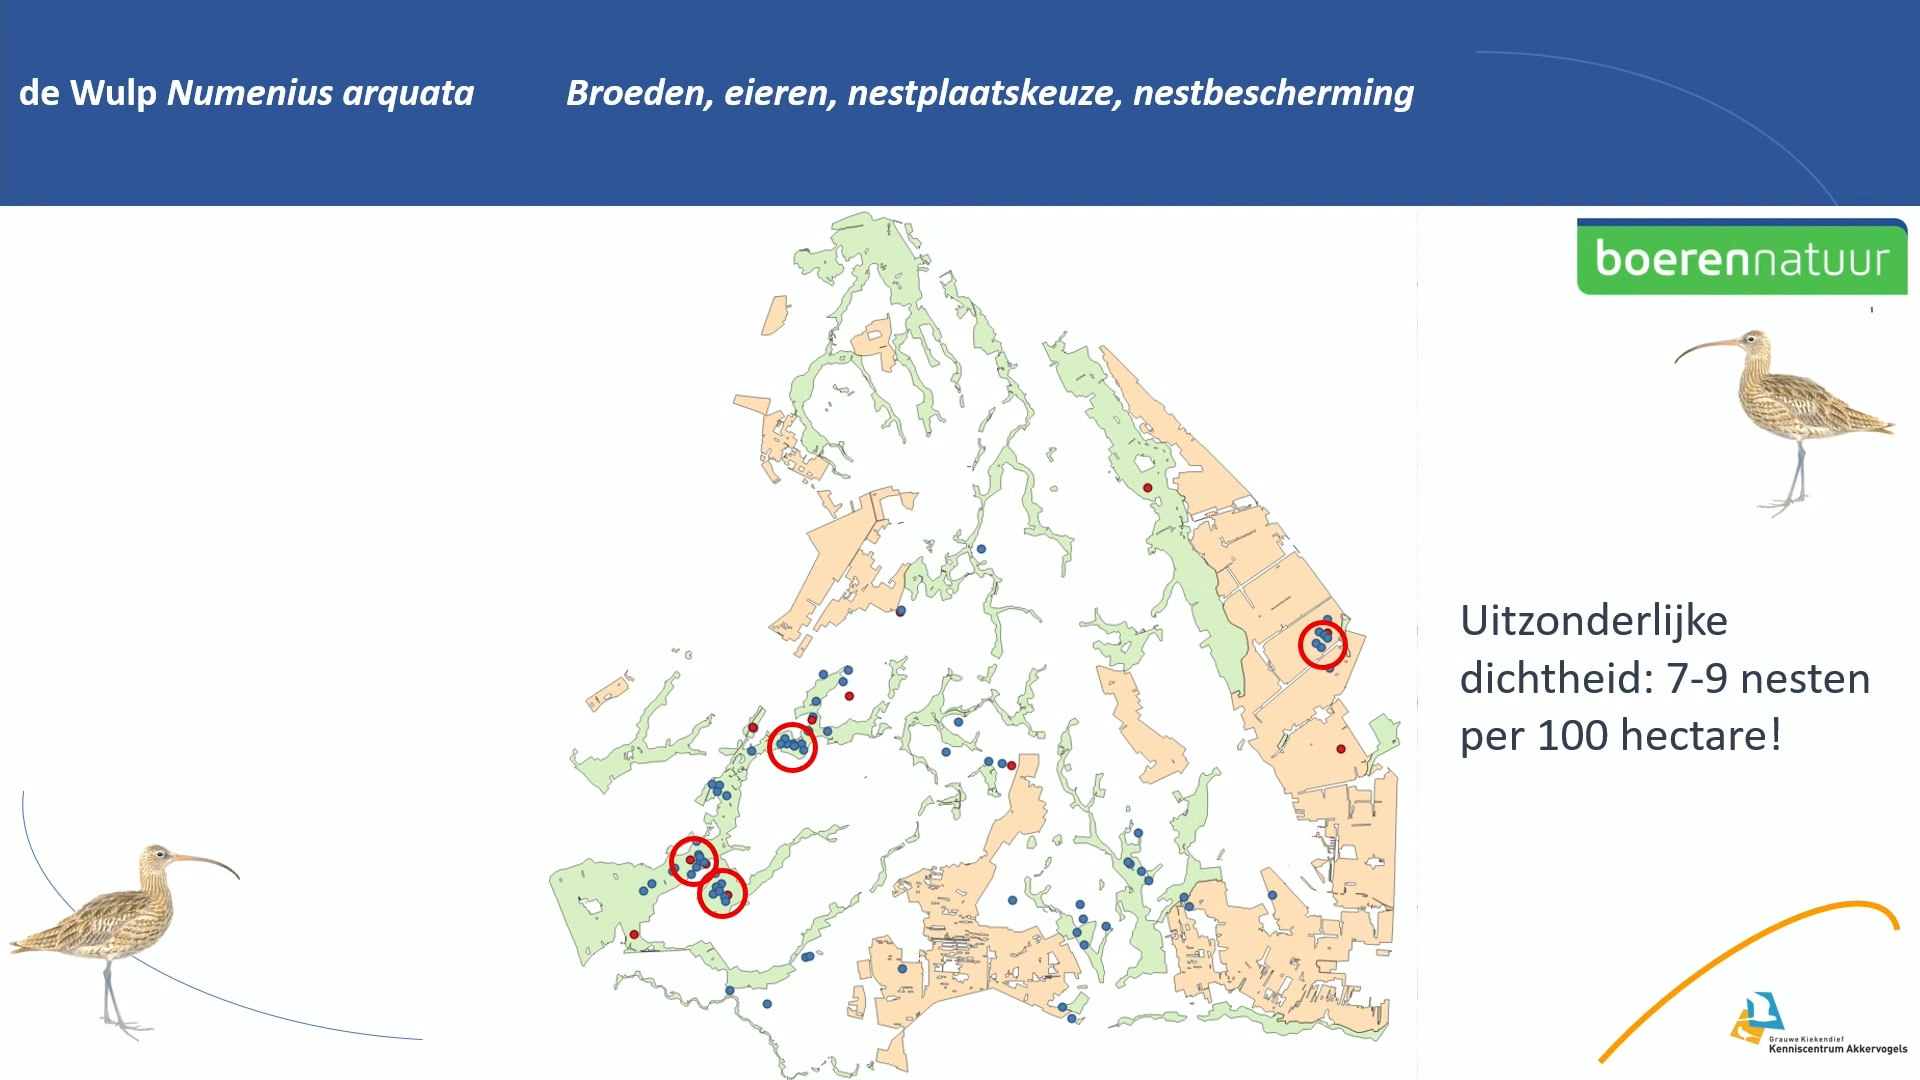 de Wulp Numenius arquata Broeden, eieren, nestplaatskeuze, nestbescherming
boerennatuur
Uitzonderlijke
dichtheid: 7-9 nesten
per 100 hectare!
Grauwe Kiekendief
Kenniscentrum Akkervogels